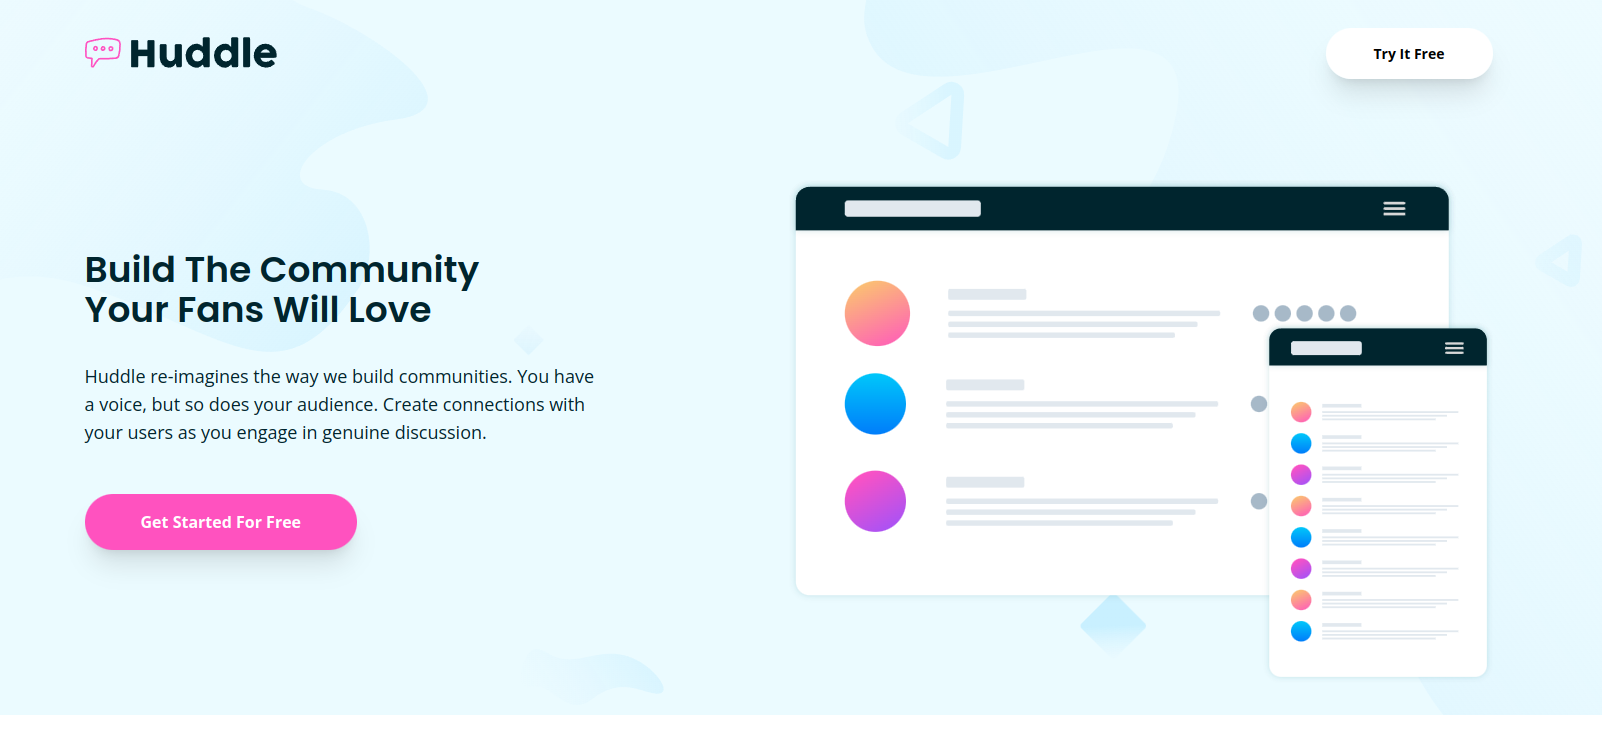 Huddle
Try It Free
Build The Community
Your Fans Will Love
Huddle re-imagines the way we build communities. You have
a voice, but so does your audience. Create connections with
your users as you engage in genuine discussion.
Get Started For Free